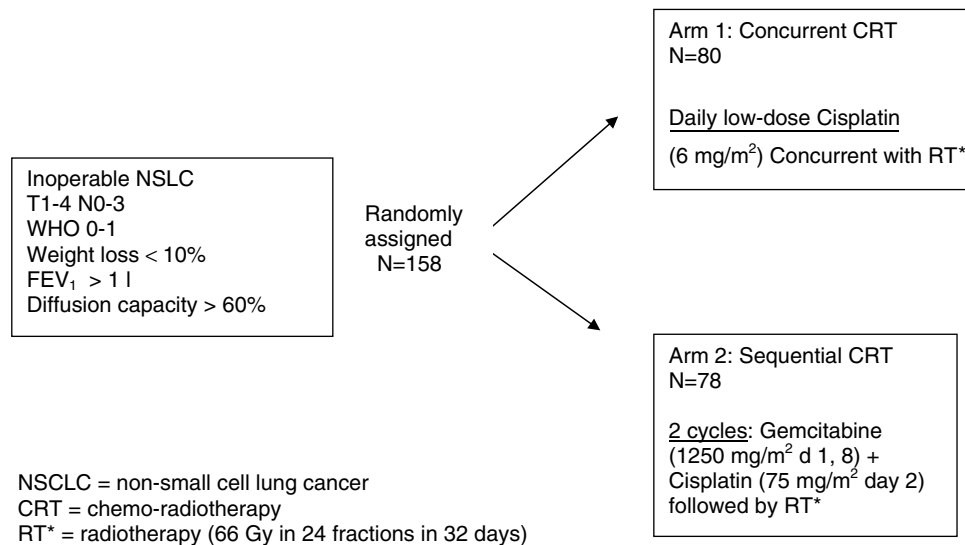 Inoperable NSLC
T1-4 N0-3
WHO 0-1
Weight loss < 10%
FEV₁ > 1 l
Diffusion capacity > 60%
Randomly
assigned
N=158
Arm 1: Concurrent CRT
N=80
Daily low-dose Cisplatin
(6 mg/m²) Concurrent with RT*
Arm 2: Sequential CRT
N=78
2 cycles: Gemcitabine
(1250 mg/m² d 1, 8) +
Cisplatin (75 mg/m² day 2)
followed by RT*
NSCLC = non-small cell lung cancer
CRT = chemo-radiotherapy
RT* = radiotherapy (66 Gy in 24 fractions in 32 days)